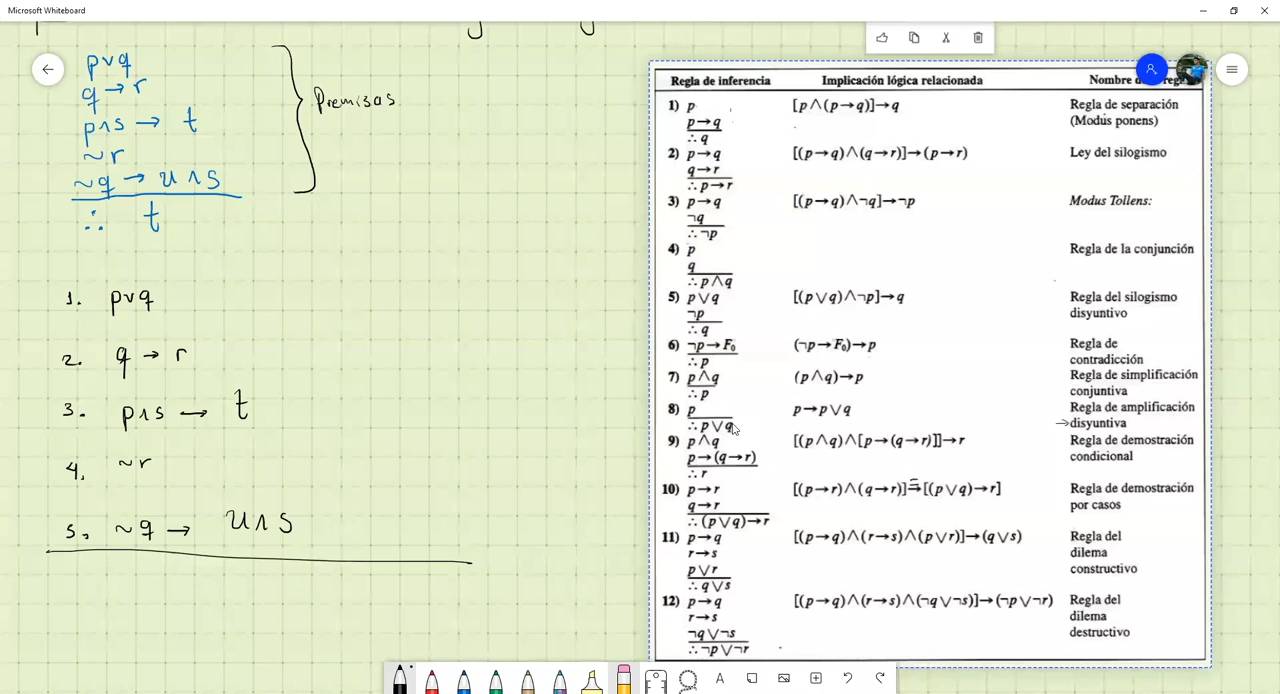 Microsoft Whiteboard
p∨q
q → r
p∧s → t
~r
~q → u∧s
∴ t
Premisas
1. p∨q
2. q → r
3. p∧s → t
4. ~r
5. ~q → u∧s
Regla de inferencia Implicación lógica relacionada
1) p [p∧(p→q)]→q Regla de separación
p→q (Modus ponens)
∴ q
2) p→q [(p→q)∧(q→r)]→(p→r) Ley del silogismo
q→r
∴ p→r
3) p→q [(p→q)∧¬q]→¬p Modus Tollens:
¬q
∴ ¬p
4) p Regla de la conjunción
q
∴ p∧q
5) p∨q [(p∨q)∧¬p]→q Regla del silogismo
¬p disyuntivo
∴ q
6) ¬p→F₀ (¬p→F₀)→p Regla de
∴ p contradicción
7) p∧q (p∧q)→p Regla de simplificación
∴ p conjuntiva
8) p p→p∨q Regla de amplificación
∴ p∨q →disyuntiva
9) p∧q [(p∧q)∧[p→(q→r)]]→r Regla de demostración
p→(q→r) condicional
∴ r
10) p→r [(p→r)∧(q→r)]→[(p∨q)→r] Regla de demostración
q→r por casos
∴ (p∨q)→r
11) p→q [(p→q)∧(r→s)∧(p∨r)]→(q∨s) Regla del
r→s dilema
p∨r constructivo
∴ q∨s
12) p→q [(p→q)∧(r→s)∧(¬q∨¬s)]→(¬p∨¬r) Regla del
r→s dilema
¬q∨¬s destructivo
∴ ¬p∨¬r